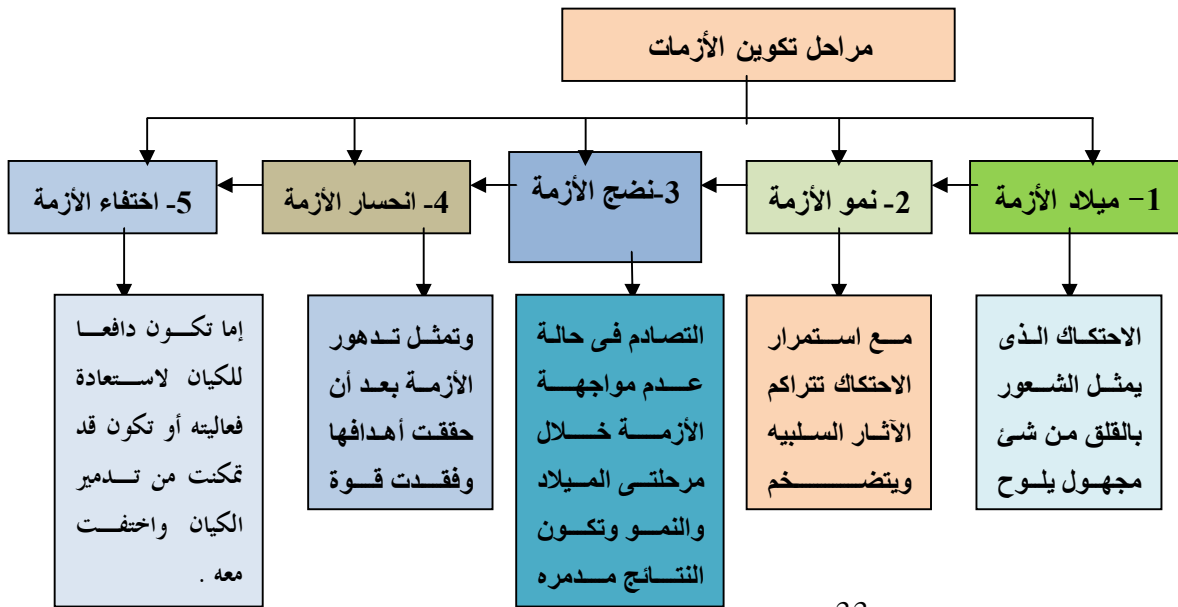 مراحل تكوين الأزمات
1- ميلاد الأزمة
2- نمو الأزمة
3-نضج الأزمة
4- انحسار الأزمة
5- اختفاء الأزمة
الاحتكاك الذى
يمثل الشعور
بالقلق من شئ
مجهول يلوح
مع استمرار
الاحتكاك تتراكم
الآثار السلبيه
ويتضخم
التصادم فى حالة
عدم مواجهة
الأزمة خلال
مرحلتى الميلاد
والنمو وتكون
النتائج مدمره
وتمثل تدهور
الأزمة بعد أن
حققت أهدافها
وفقدت قوة
إما تكون دافعا
للكيان لاستعادة
فعاليته أو تكون قد
تمكنت من تدمير
الكيان واختفت
معه .